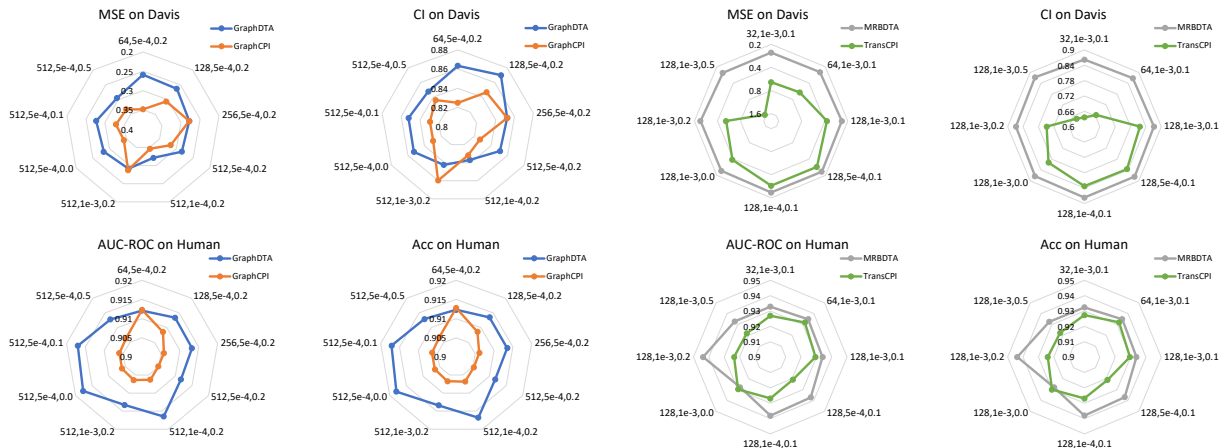 MSE on Davis
GraphDTA
GraphCPI
64,5e-4,0.2
128,5e-4,0.2
256,5e-4,0.2
512,5e-4,0.2
512,1e-4,0.2
512,1e-3,0.2
512,5e-4,0.0
512,5e-4,0.1
512,5e-4,0.5
0.2
0.25
0.3
0.35
0.4
CI on Davis
GraphDTA
GraphCPI
64,5e-4,0.2
128,5e-4,0.2
256,5e-4,0.2
512,5e-4,0.2
512,1e-4,0.2
512,1e-3,0.2
512,5e-4,0.0
512,5e-4,0.1
512,5e-4,0.5
0.88
0.86
0.84
0.82
0.8
MSE on Davis
MRBDTA
TransCPI
32,1e-3,0.1
64,1e-3,0.1
128,1e-3,0.1
128,5e-4,0.1
128,1e-4,0.1
128,1e-3,0.0
128,1e-3,0.2
128,1e-3,0.5
0.2
0.4
0.8
1.6
CI on Davis
MRBDTA
TransCPI
32,1e-3,0.1
64,1e-3,0.1
128,1e-3,0.1
128,5e-4,0.1
128,1e-4,0.1
128,1e-3,0.0
128,1e-3,0.2
128,1e-3,0.5
0.9
0.84
0.78
0.72
0.66
0.6
AUC-ROC on Human
GraphDTA
GraphCPI
64,5e-4,0.2
128,5e-4,0.2
256,5e-4,0.2
512,5e-4,0.2
512,1e-4,0.2
512,1e-3,0.2
512,5e-4,0.0
512,5e-4,0.1
512,5e-4,0.5
0.92
0.915
0.91
0.905
0.9
Acc on Human
GraphDTA
GraphCPI
64,5e-4,0.2
128,5e-4,0.2
256,5e-4,0.2
512,5e-4,0.2
512,1e-4,0.2
512,1e-3,0.2
512,5e-4,0.0
512,5e-4,0.1
512,5e-4,0.5
0.92
0.915
0.91
0.905
0.9
AUC-ROC on Human
MRBDTA
TransCPI
32,1e-3,0.1
64,1e-3,0.1
128,1e-3,0.1
128,5e-4,0.1
128,1e-4,0.1
128,1e-3,0.0
128,1e-3,0.2
128,1e-3,0.5
0.95
0.94
0.93
0.92
0.91
0.9
Acc on Human
MRBDTA
TransCPI
32,1e-3,0.1
64,1e-3,0.1
128,1e-3,0.1
128,5e-4,0.1
128,1e-4,0.1
128,1e-3,0.0
128,1e-3,0.2
128,1e-3,0.5
0.95
0.94
0.93
0.92
0.91
0.9